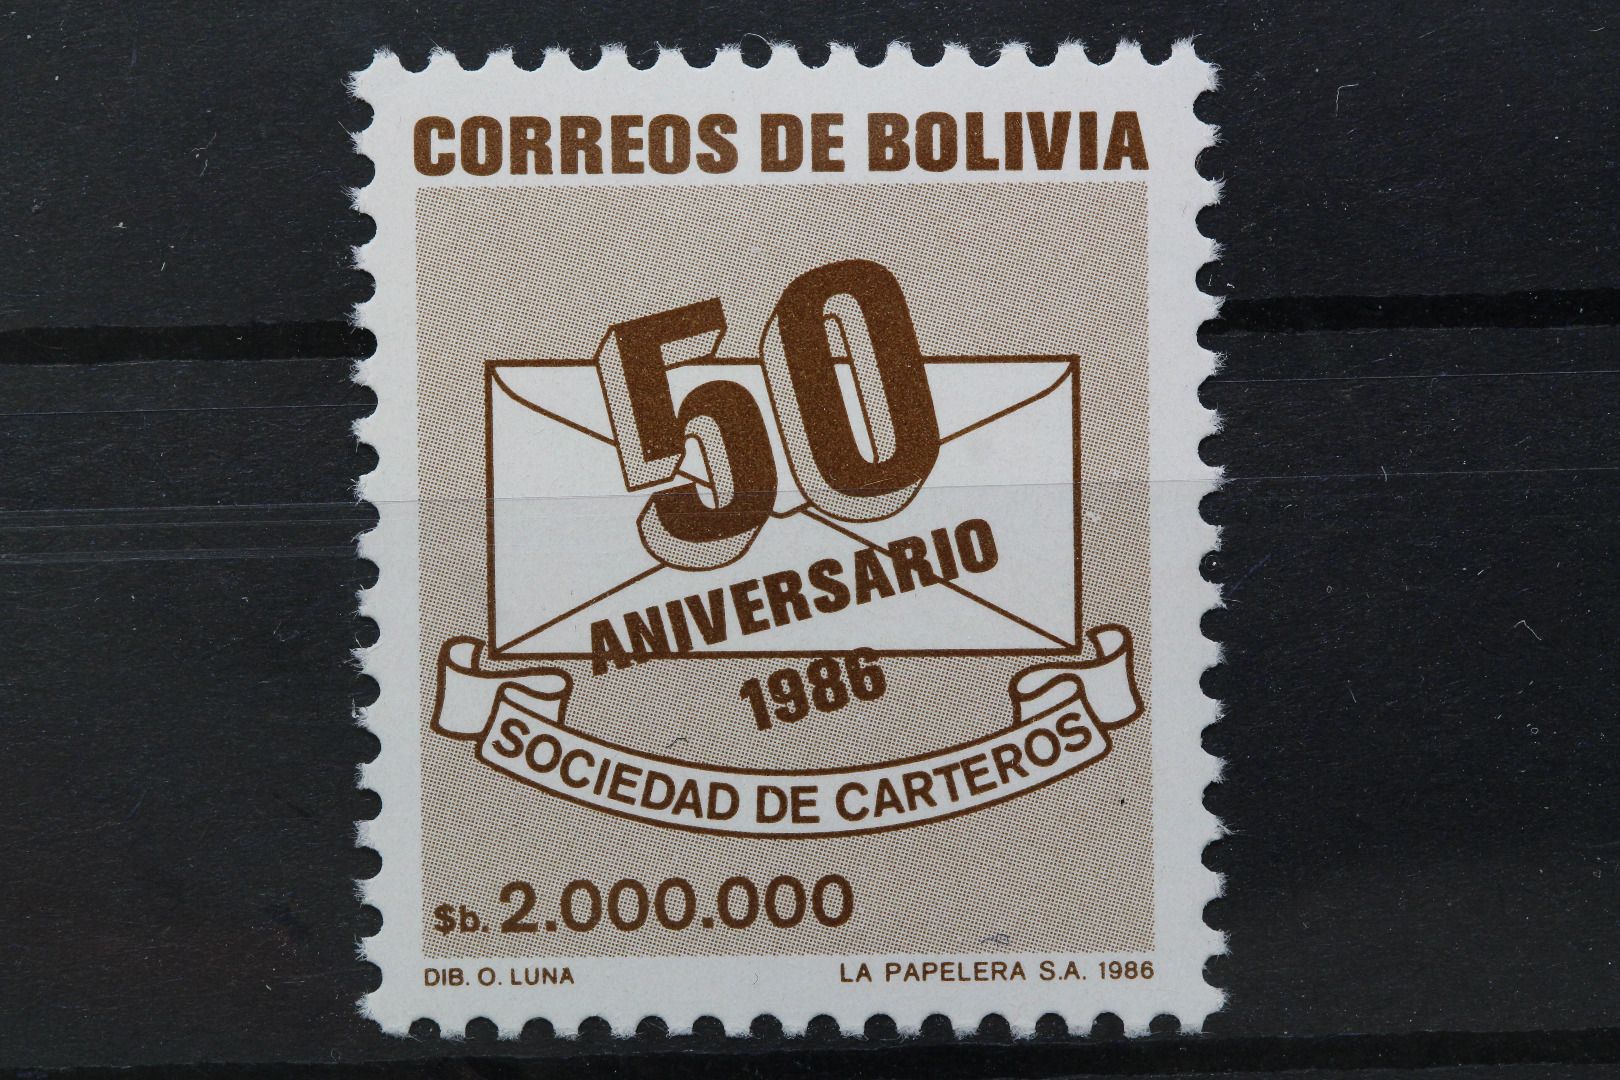 CORREOS DE BOLIVIA
50
ANIVERSARIO
1986
SOCIEDAD DE CARTEROS
$b. 2.000.000
DIB. O. LUNA
LA PAPELERA S.A. 1986